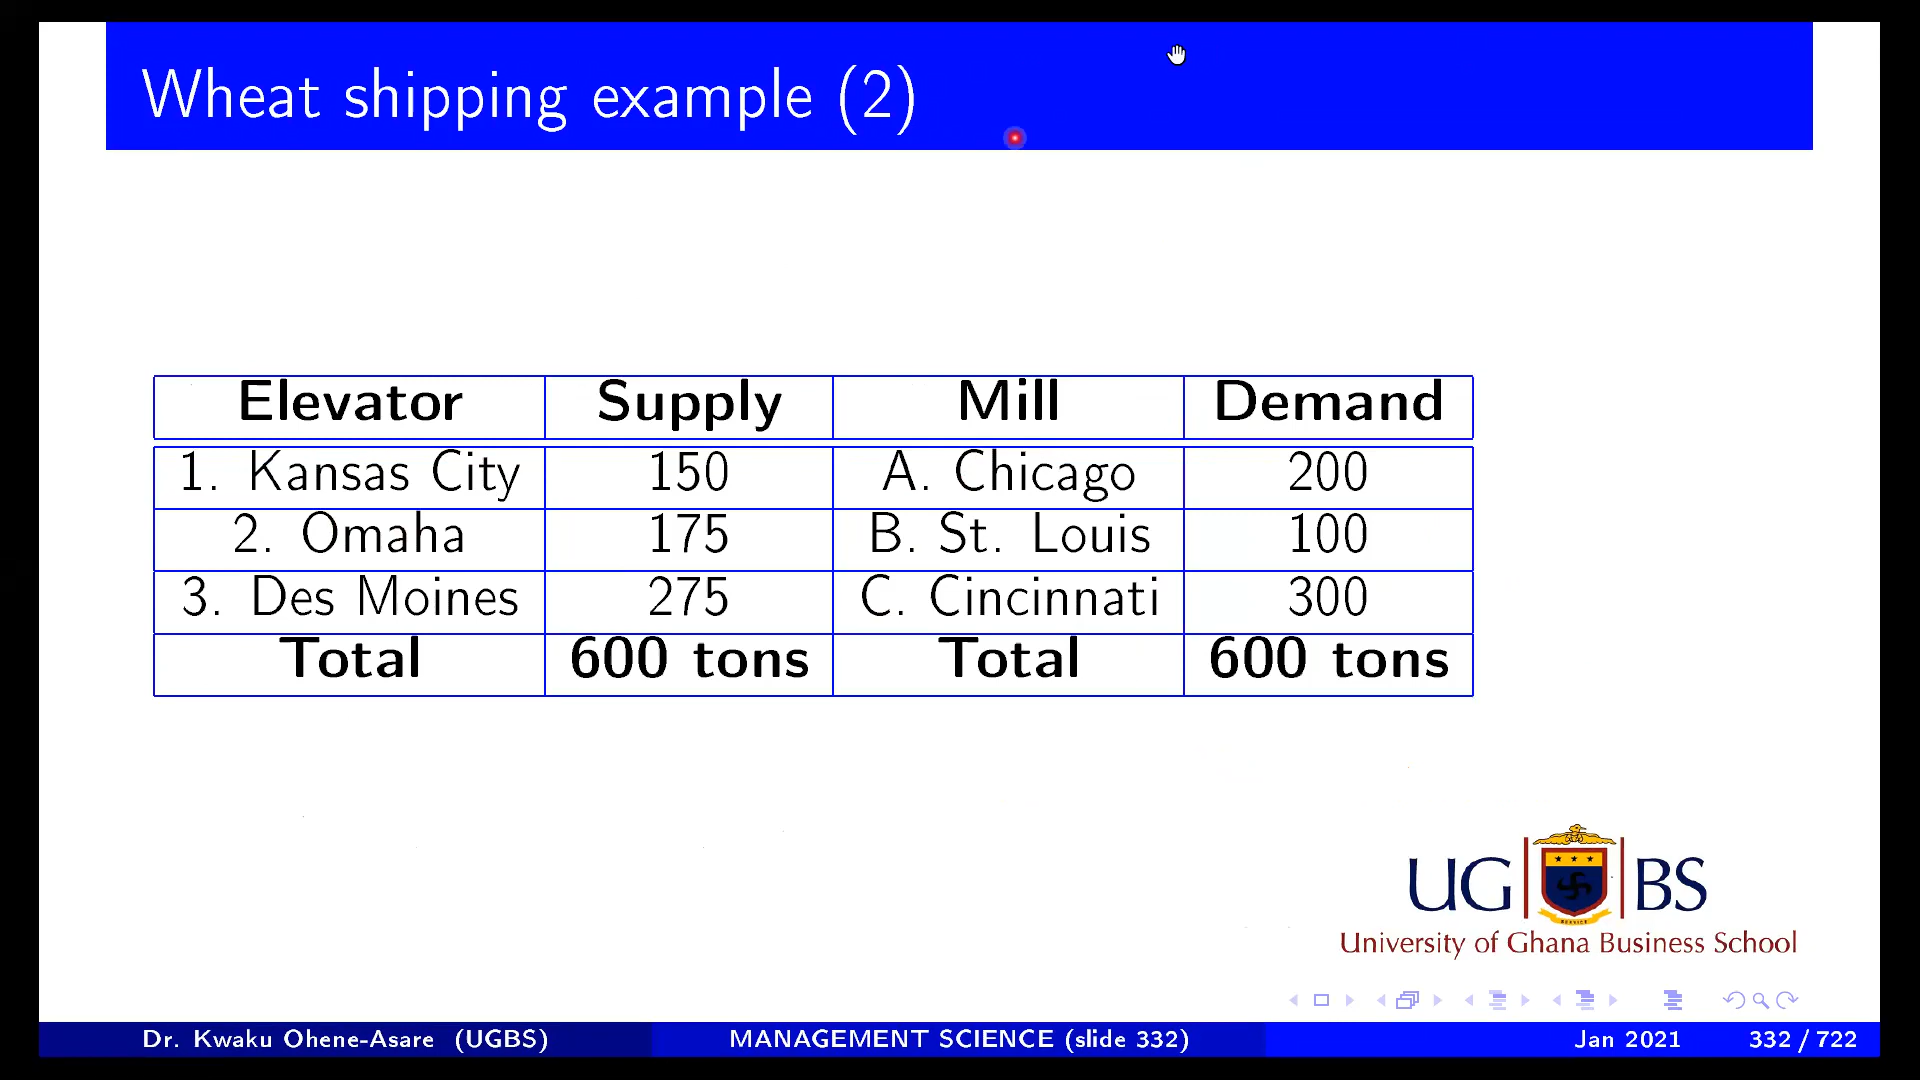 Wheat shipping example (2)
Elevator Supply Mill Demand
1. Kansas City 150 A. Chicago 200
2. Omaha 175 B. St. Louis 100
3. Des Moines 275 C. Cincinnati 300
Total 600 tons Total 600 tons
UG BS
University of Ghana Business School
Dr. Kwaku Ohene-Asare (UGBS) MANAGEMENT SCIENCE (slide 332) Jan 2021 332 / 722